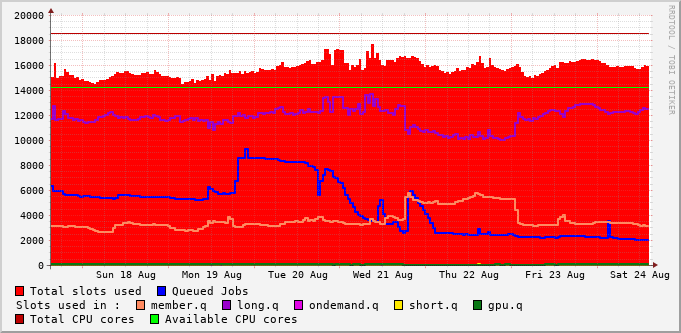 RRDTOOL / TOBI OETIKER
20000
18000
16000
14000
12000
10000
8000
6000
4000
2000
0
Sun 18 Aug Mon 19 Aug Tue 20 Aug Wed 21 Aug Thu 22 Aug Fri 23 Aug Sat 24 Aug
Total slots used Queued Jobs
Slots used in : member.q long.q ondemand.q short.q gpu.q
Total CPU cores Available CPU cores